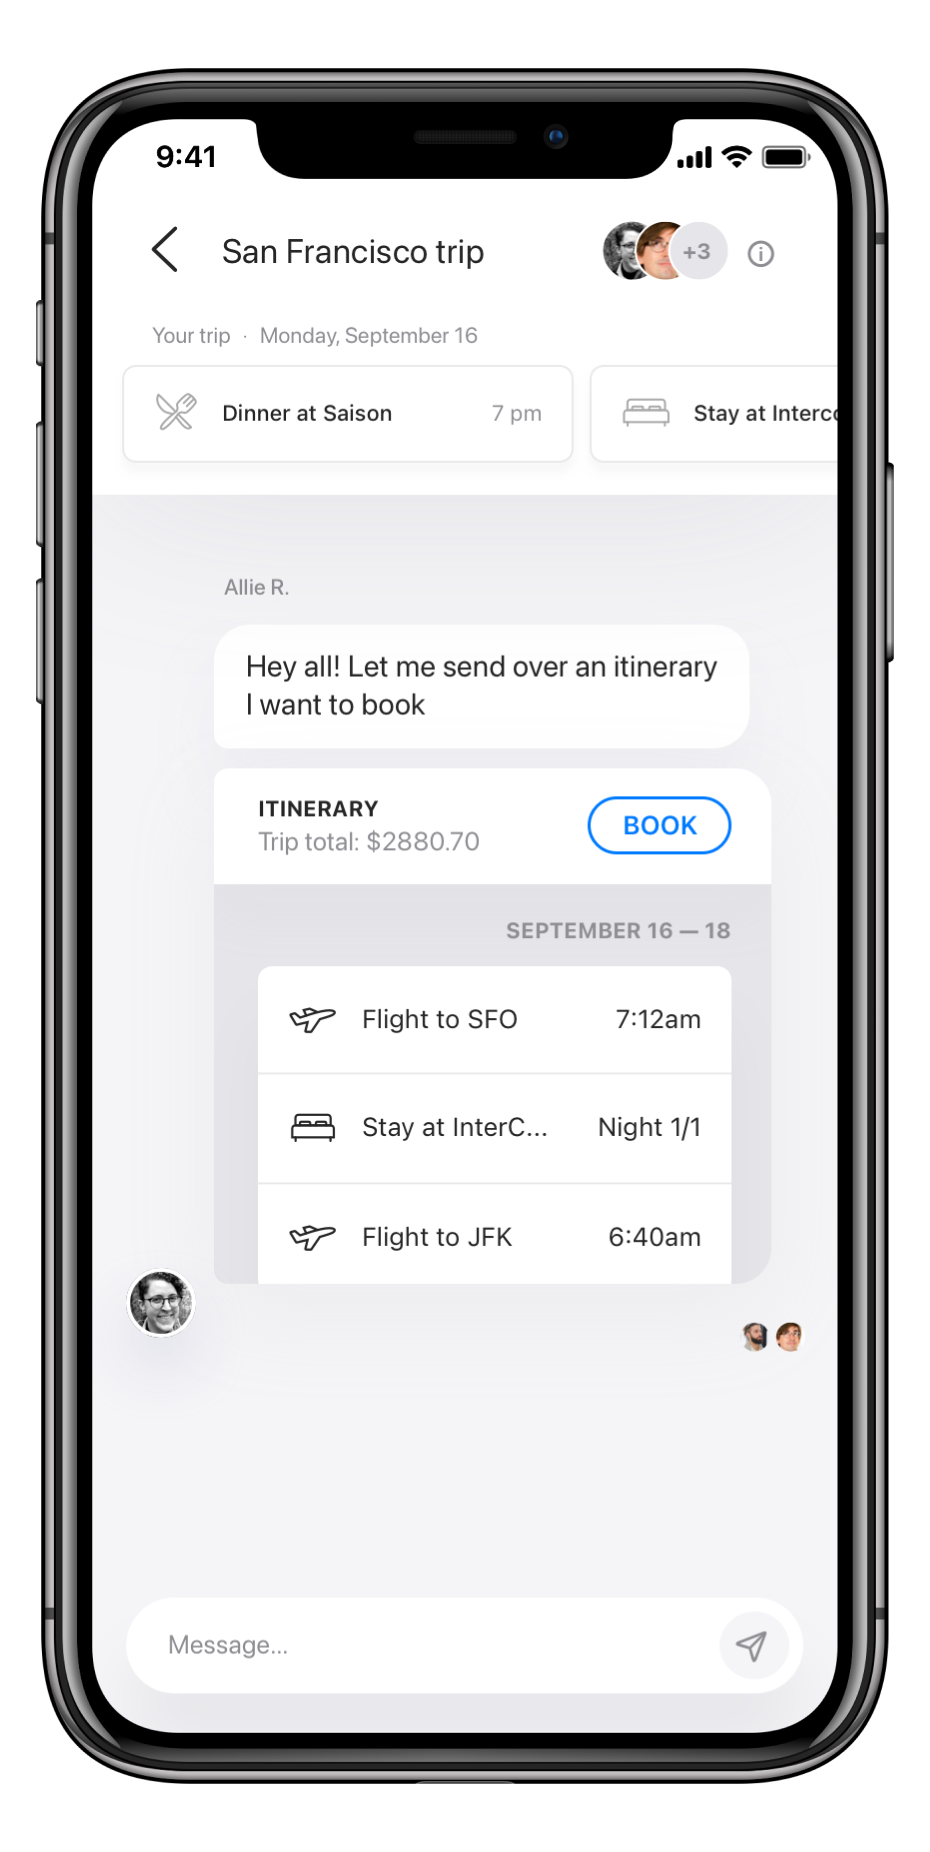 9:41
San Francisco trip
+3
Your trip · Monday, September 16
Dinner at Saison 7 pm
Stay at Interc
Hey all! Let me send over an itinerary
I want to book
Allie R.
ITINERARY
Trip total: $2880.70
BOOK
SEPTEMBER 16 — 18
Flight to SFO 7:12am
Stay at InterC... Night 1/1
Flight to JFK 6:40am
Message...